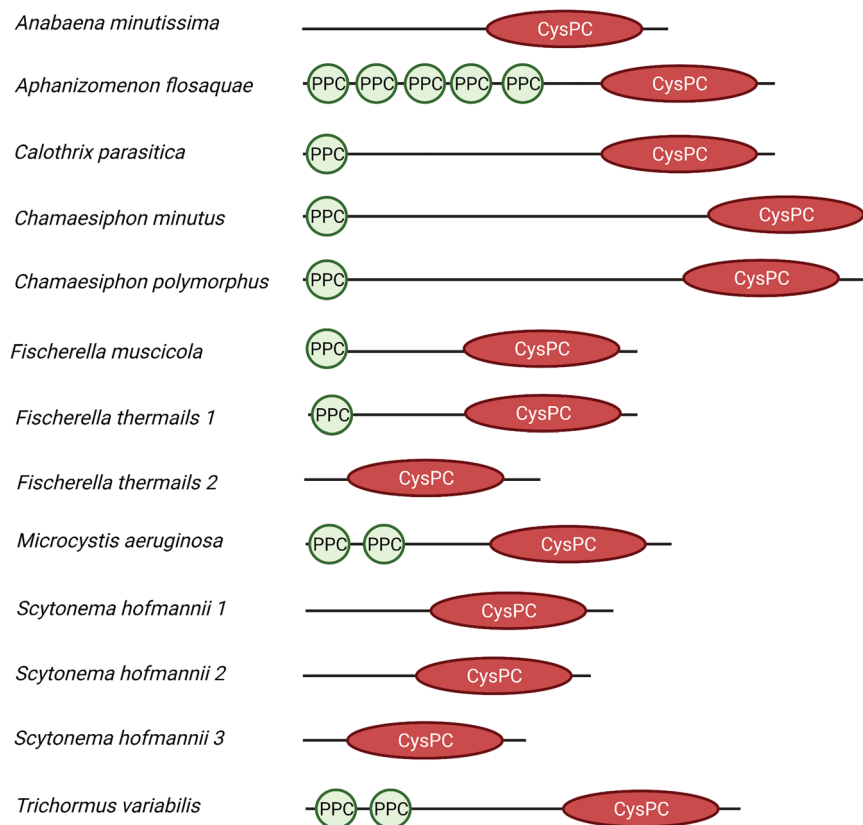 Anabaena minutissima CysPC
Aphanizomenon flosaquae PPC PPC PPC PPC PPC CysPC
Calothrix parasitica PPC CysPC
Chamaesiphon minutus PPC CysPC
Chamaesiphon polymorphus PPC CysPC
Fischerella muscicola PPC CysPC
Fischerella thermails 1 PPC CysPC
Fischerella thermails 2 CysPC
Microcystis aeruginosa PPC PPC CysPC
Scytonema hofmannii 1 CysPC
Scytonema hofmannii 2 CysPC
Scytonema hofmannii 3 CysPC
Trichormus variabilis PPC PPC CysPC